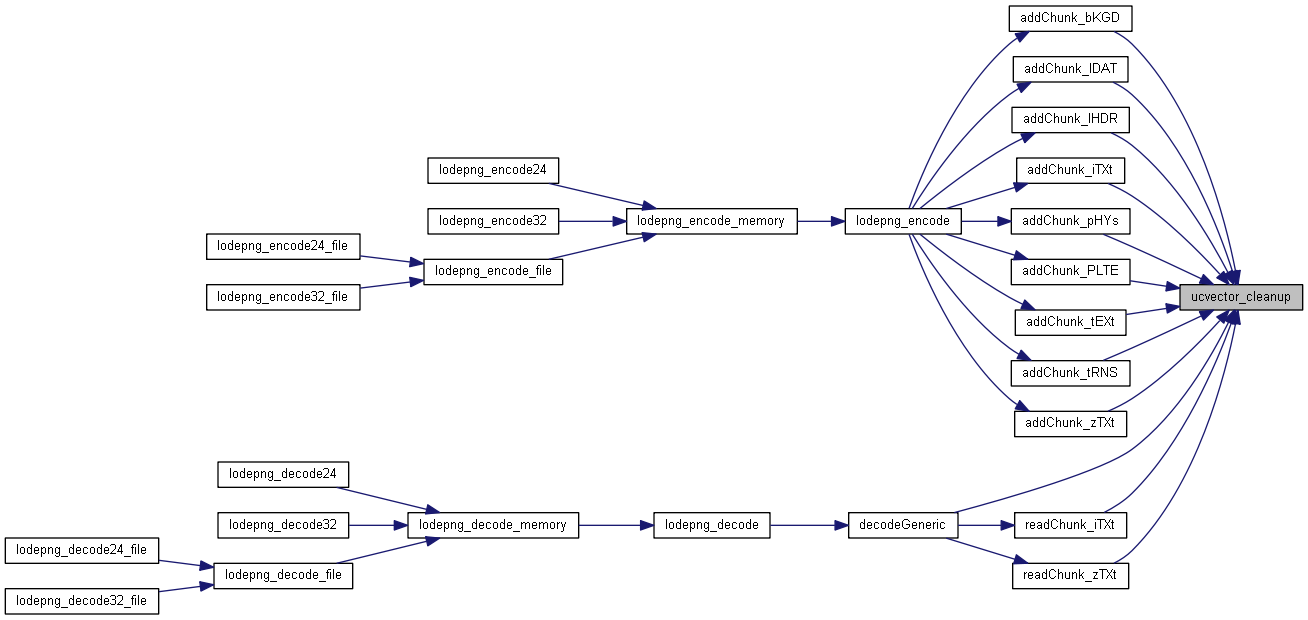 addChunk_bKGD
addChunk_IDAT
addChunk_IHDR
addChunk_iTXt
lodepng_encode24
lodepng_encode32
lodepng_encode_memory
lodepng_encode
addChunk_pHYs
lodepng_encode24_file
lodepng_encode_file
addChunk_PLTE
lodepng_encode32_file
ucvector_cleanup
addChunk_tEXt
addChunk_tRNS
addChunk_zTXt
lodepng_decode24
lodepng_decode32
lodepng_decode_memory
lodepng_decode
decodeGeneric
readChunk_iTXt
lodepng_decode24_file
lodepng_decode_file
readChunk_zTXt
lodepng_decode32_file